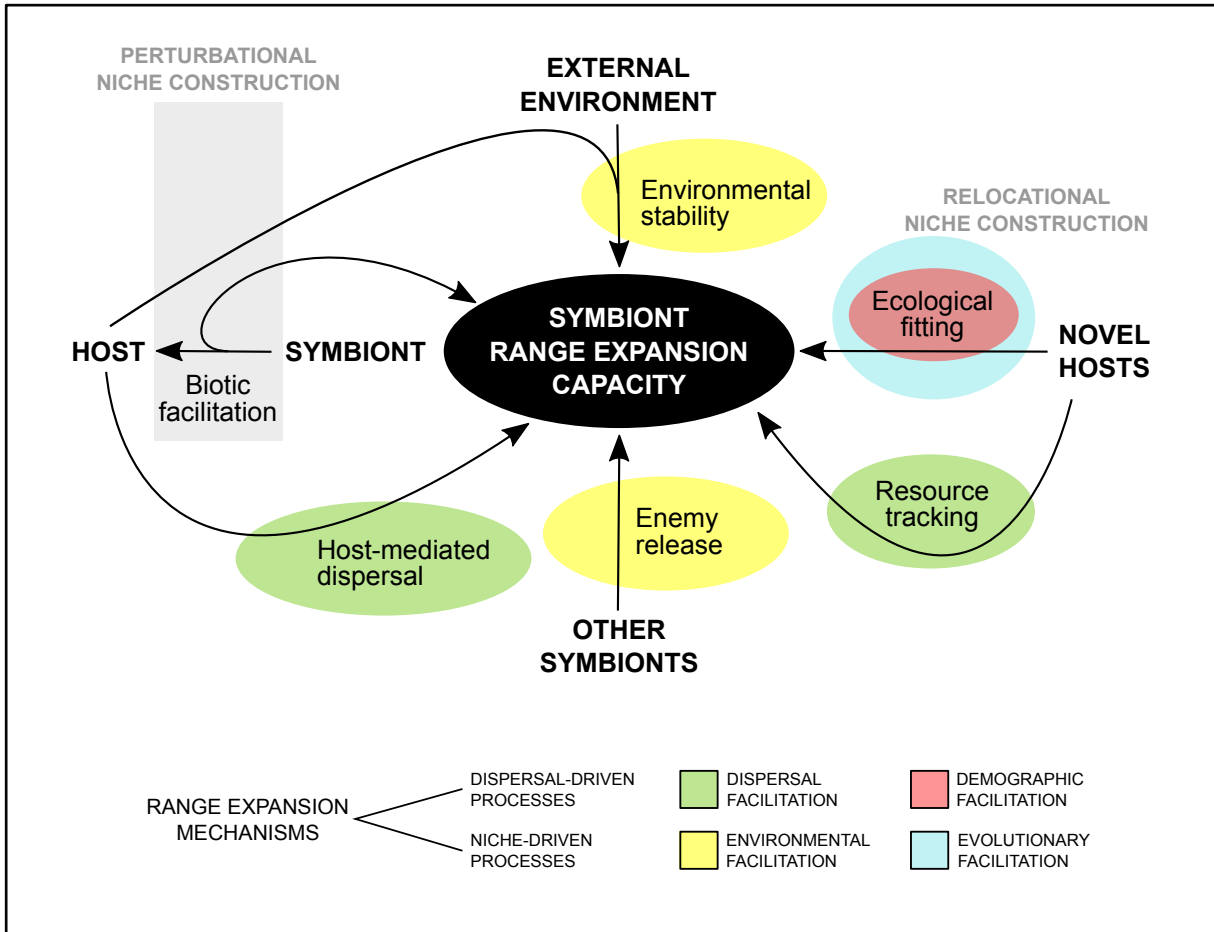 PERTURBATIONAL
NICHE CONSTRUCTION
EXTERNAL
ENVIRONMENT
Environmental
stability
RELOCATIONAL
NICHE CONSTRUCTION
Ecological
fitting
HOST
SYMBIONT
Biotic
facilitation
SYMBIONT
RANGE EXPANSION
CAPACITY
NOVEL
HOSTS
Host-mediated
dispersal
Enemy
release
Resource
tracking
OTHER
SYMBIONTS
RANGE EXPANSION
MECHANISMS
DISPERSAL-DRIVEN
PROCESSES
NICHE-DRIVEN
PROCESSES
DISPERSAL
FACILITATION
ENVIRONMENTAL
FACILITATION
DEMOGRAPHIC
FACILITATION
EVOLUTIONARY
FACILITATION